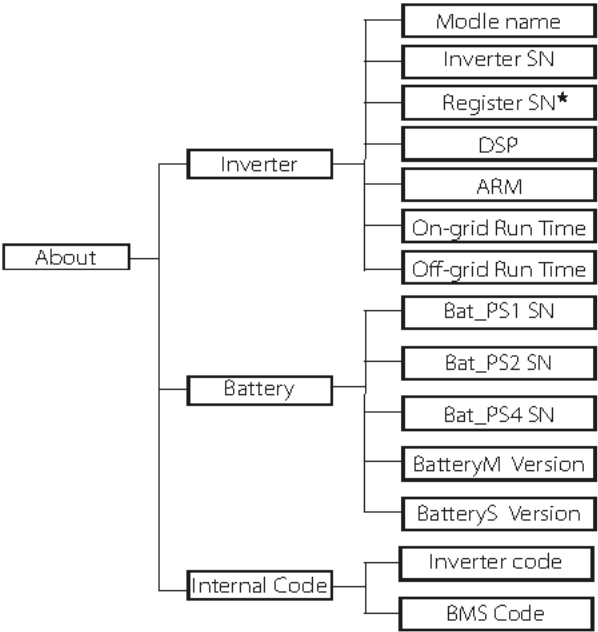 About
Inverter
Modle name
Inverter SN
Register SN*
DSP
ARM
On-grid Run Time
Off-grid Run Time
Battery
Bat_PS1 SN
Bat_PS2 SN
Bat_PS4 SN
BatteryM Version
BatteryS Version
Internal Code
Inverter code
BMS Code